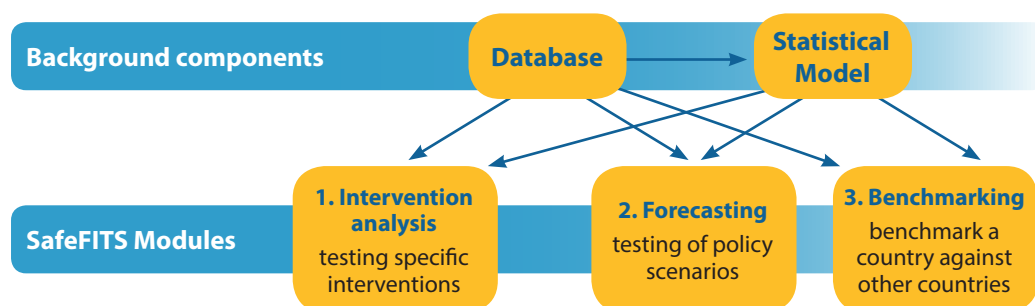 Background components
Database
Statistical
Model
SafeFITS Modules
1. Intervention
analysis
testing specific
interventions
2. Forecasting
testing of policy
scenarios
3. Benchmarking
benchmark a
country against
other countries